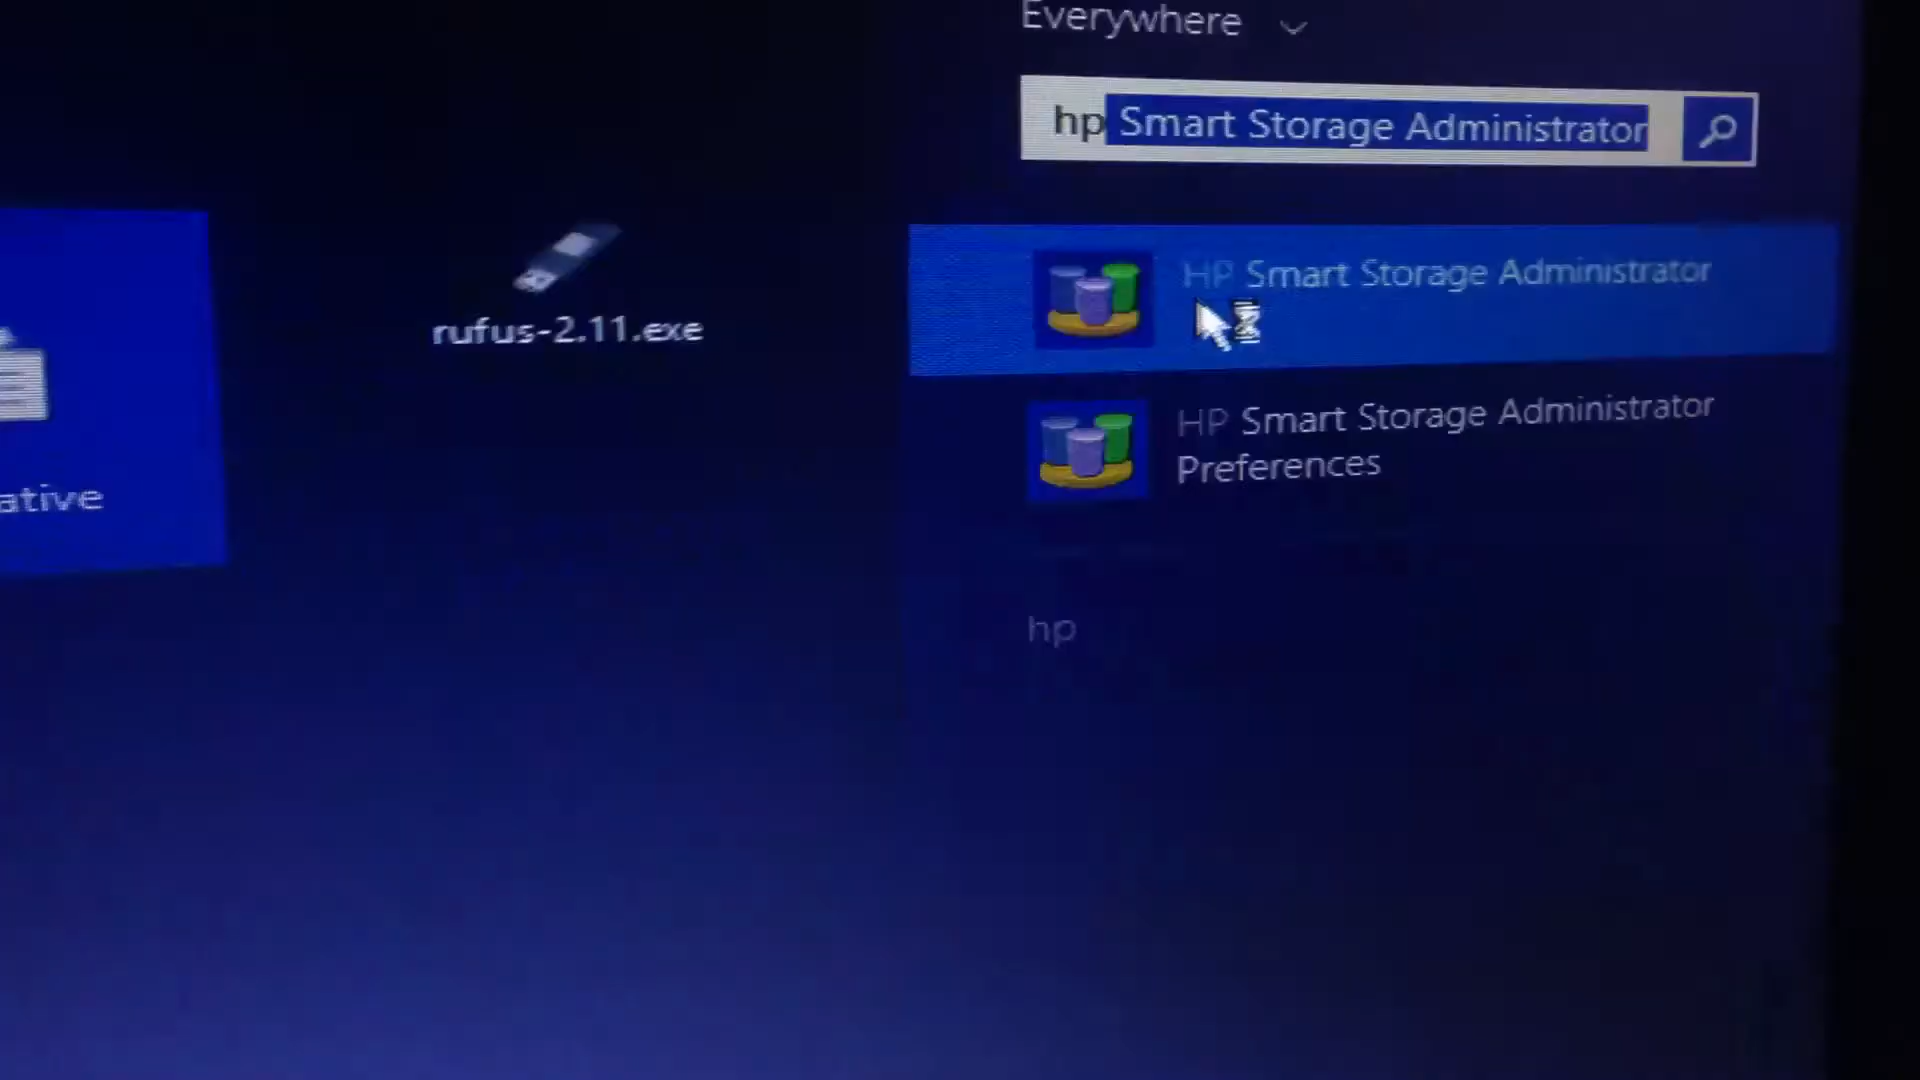 Everywhere
hp Smart Storage Administrator
HP Smart Storage Administrator
rufus-2.11.exe
HP Smart Storage Administrator
Preferences
ative
hp